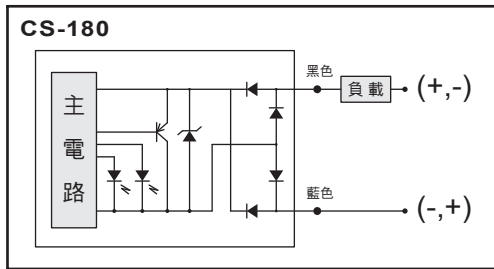 CS-180
主電路
黑色
負載
(+,-)
藍色
(-,+)